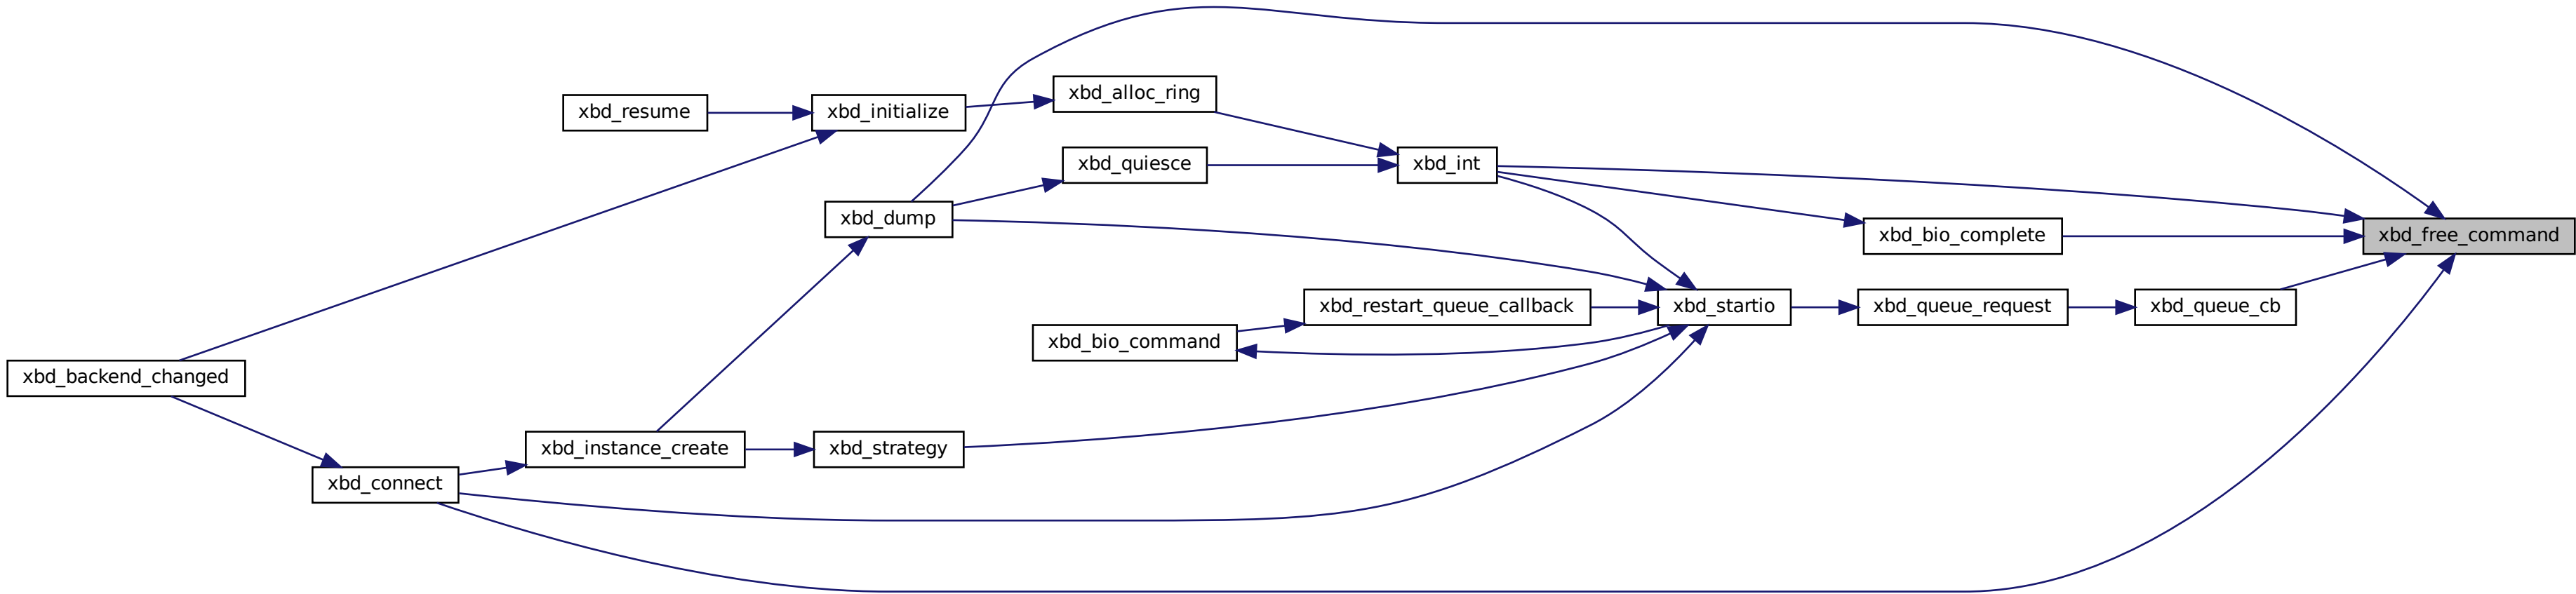 xbd_alloc_ring
xbd_resume
xbd_initialize
xbd_quiesce
xbd_int
xbd_dump
xbd_bio_complete
xbd_free_command
xbd_restart_queue_callback
xbd_startio
xbd_queue_request
xbd_queue_cb
xbd_bio_command
xbd_backend_changed
xbd_instance_create
xbd_strategy
xbd_connect